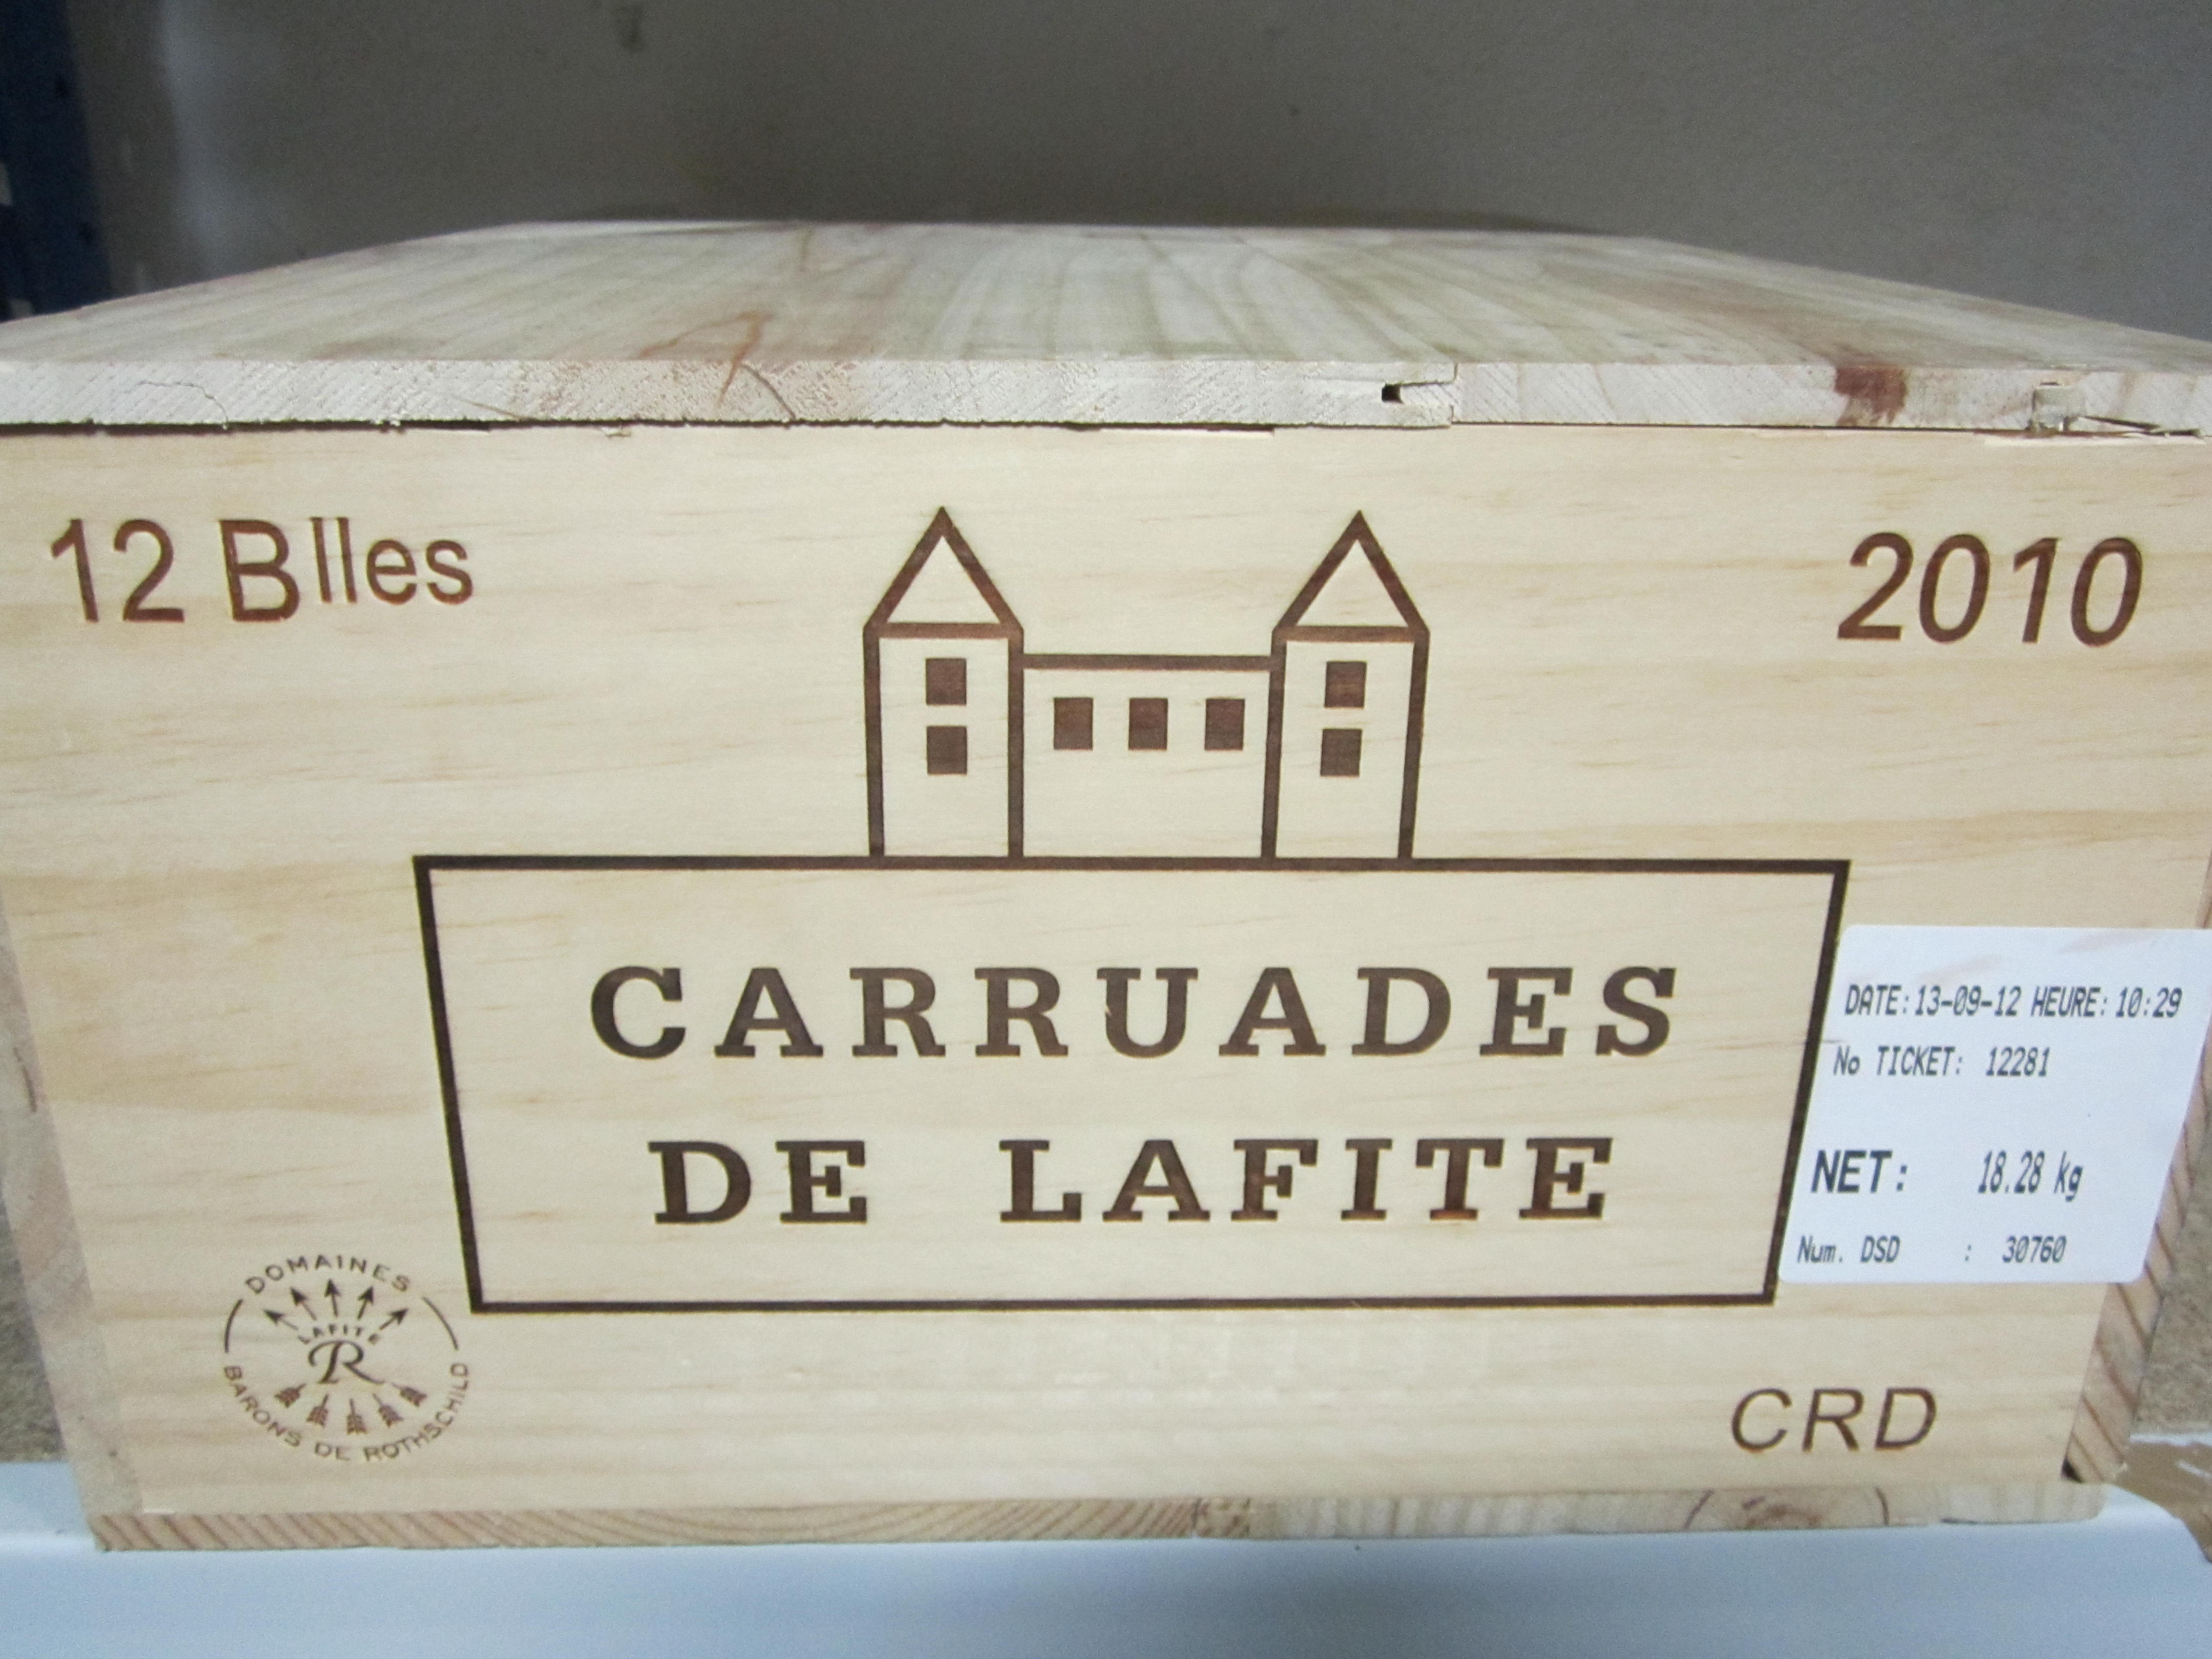 12 Blles
2010
CARRUADES
DE LAFITE
DATE:13-09-12 HEURE:10:29
No TICKET: 12281
NET: 18.28 kg
Num. DSD : 30760
DOMAINES
LAFITE
R
BARONS DE ROTHSCHILD
CRD